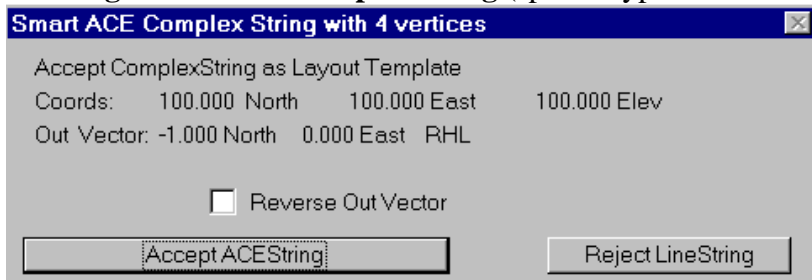 Smart ACE Complex String with 4 vertices
Accept ComplexString as Layout Template
Coords: 100.000 North 100.000 East 100.000 Elev
Out Vector: -1.000 North 0.000 East RHL
Reverse Out Vector
Accept ACEString Reject LineString